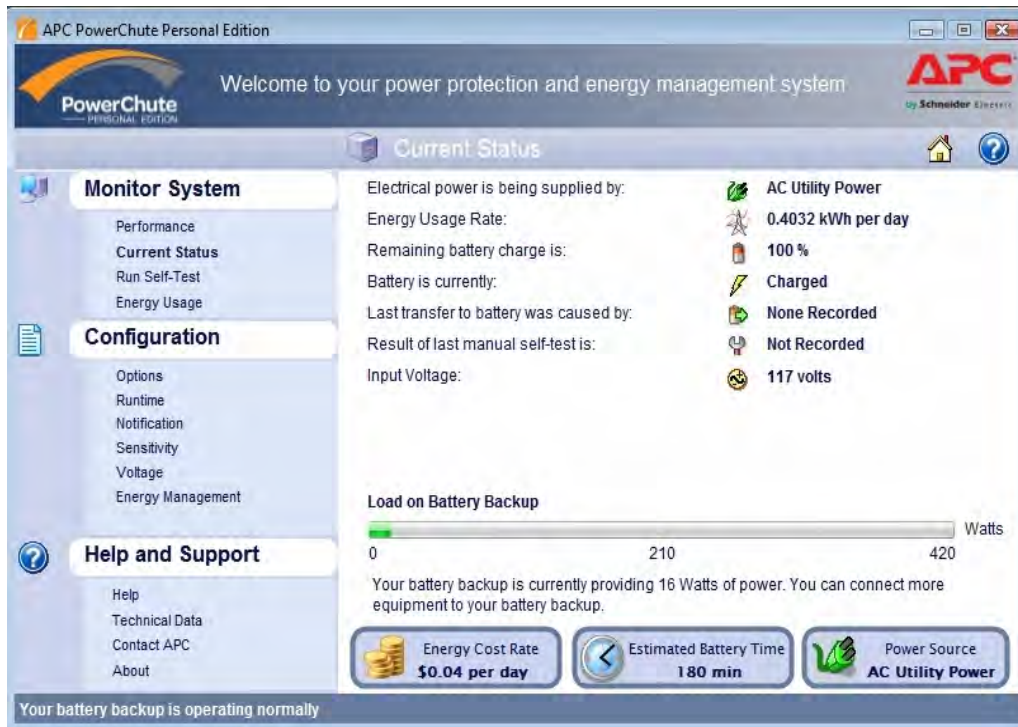 APC PowerChute Personal Edition
PowerChute
PERSONAL EDITION
Welcome to your power protection and energy management system
APC
by Schneider Electric
Current Status
Monitor System
Performance
Current Status
Run Self-Test
Energy Usage
Configuration
Options
Runtime
Notification
Sensitivity
Voltage
Energy Management
Help and Support
Help
Technical Data
Contact APC
About
Electrical power is being supplied by: AC Utility Power
Energy Usage Rate: 0.4032 kWh per day
Remaining battery charge is: 100 %
Battery is currently: Charged
Last transfer to battery was caused by: None Recorded
Result of last manual self-test is: Not Recorded
Input Voltage: 117 volts
Load on Battery Backup
Watts
0 210 420
Your battery backup is currently providing 16 Watts of power. You can connect more
equipment to your battery backup.
Energy Cost Rate
$0.04 per day
Estimated Battery Time
180 min
Power Source
AC Utility Power
Your battery backup is operating normally